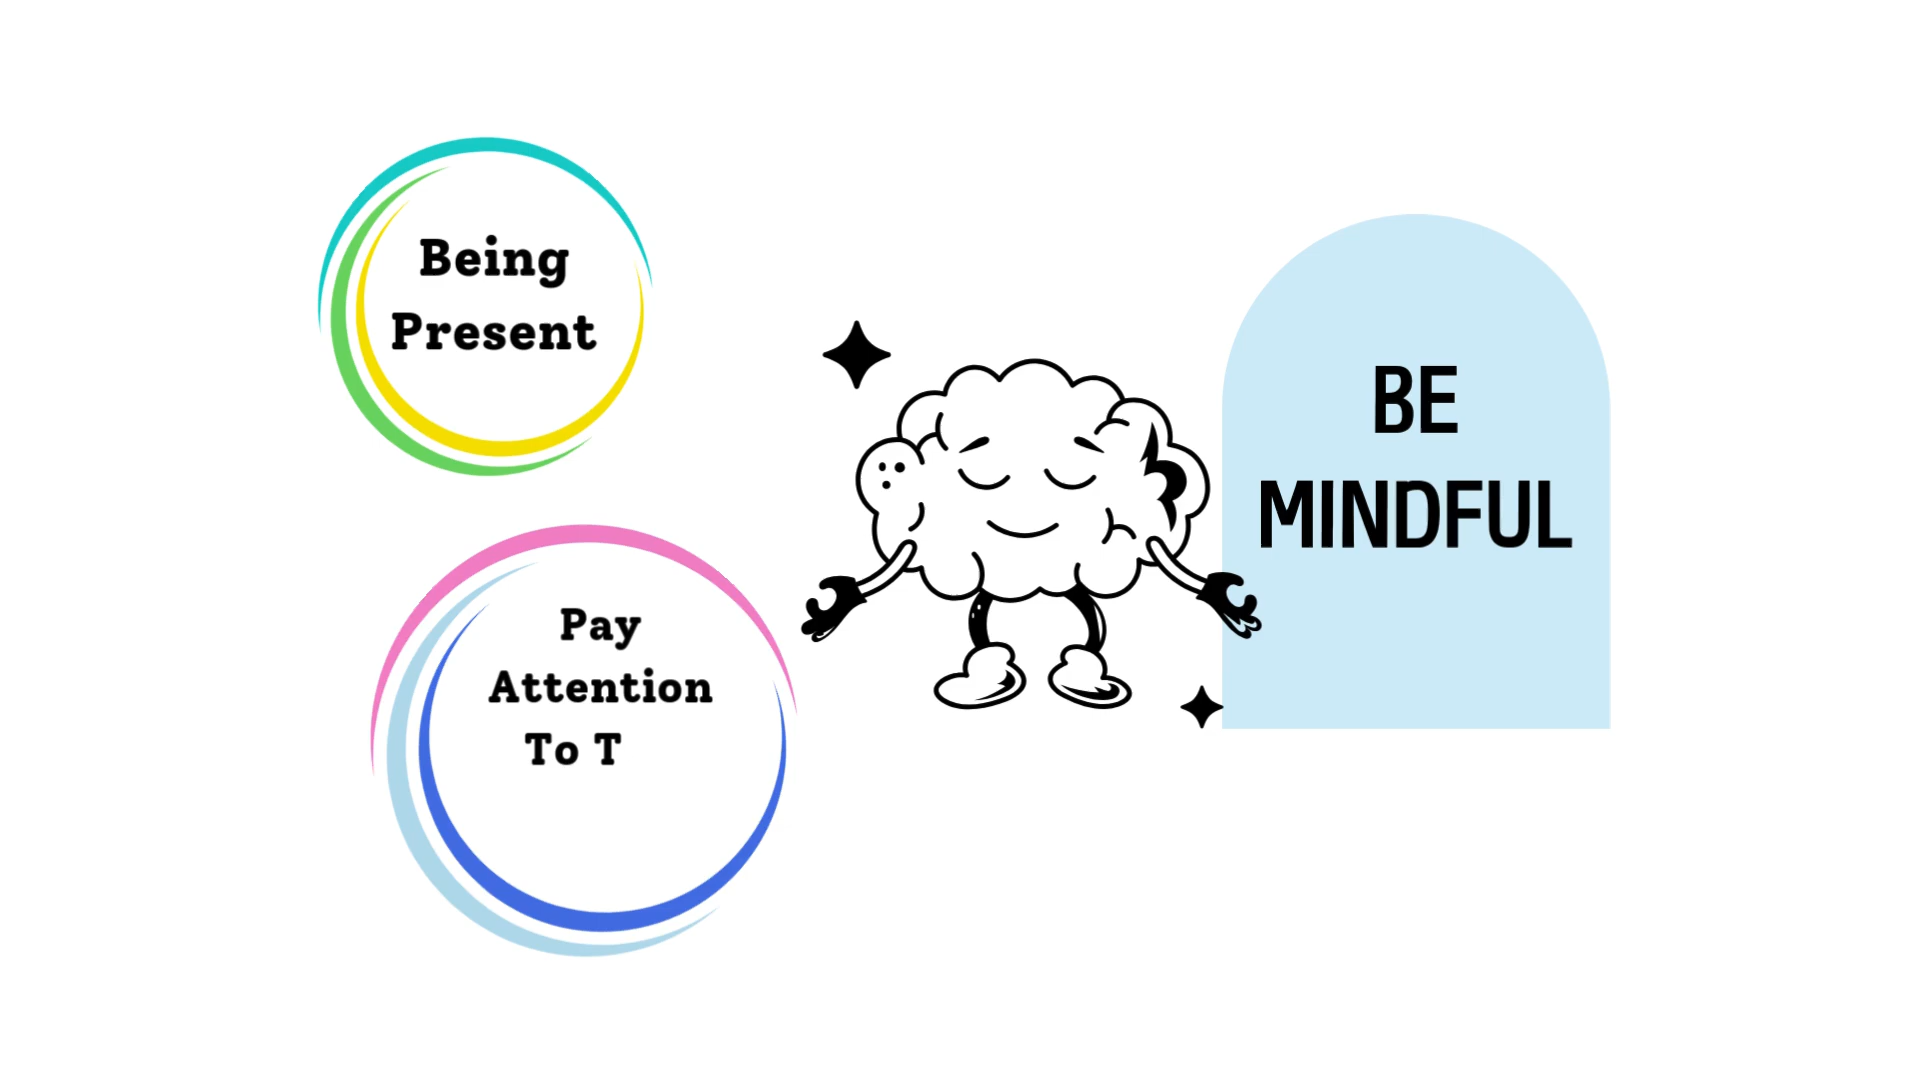 Being
Present
Pay
Attention
To T
BE
MINDFUL